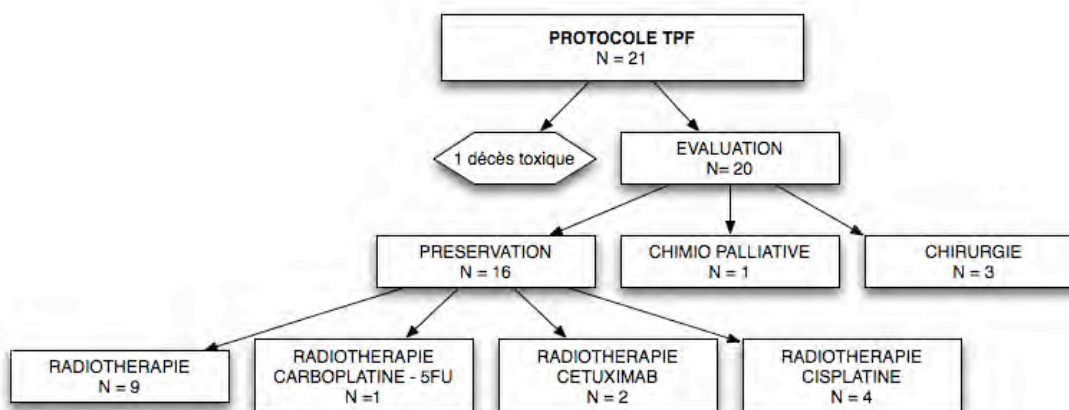 PROTOCOLE TPF
N = 21
1 décès toxique
EVALUATION
N= 20
PRESERVATION
N = 16
CHIMIO PALLIATIVE
N = 1
CHIRURGIE
N = 3
RADIOTHERAPIE
N = 9
RADIOTHERAPIE
CARBOPLATINE - 5FU
N =1
RADIOTHERAPIE
CETUXIMAB
N = 2
RADIOTHERAPIE
CISPLATINE
N = 4